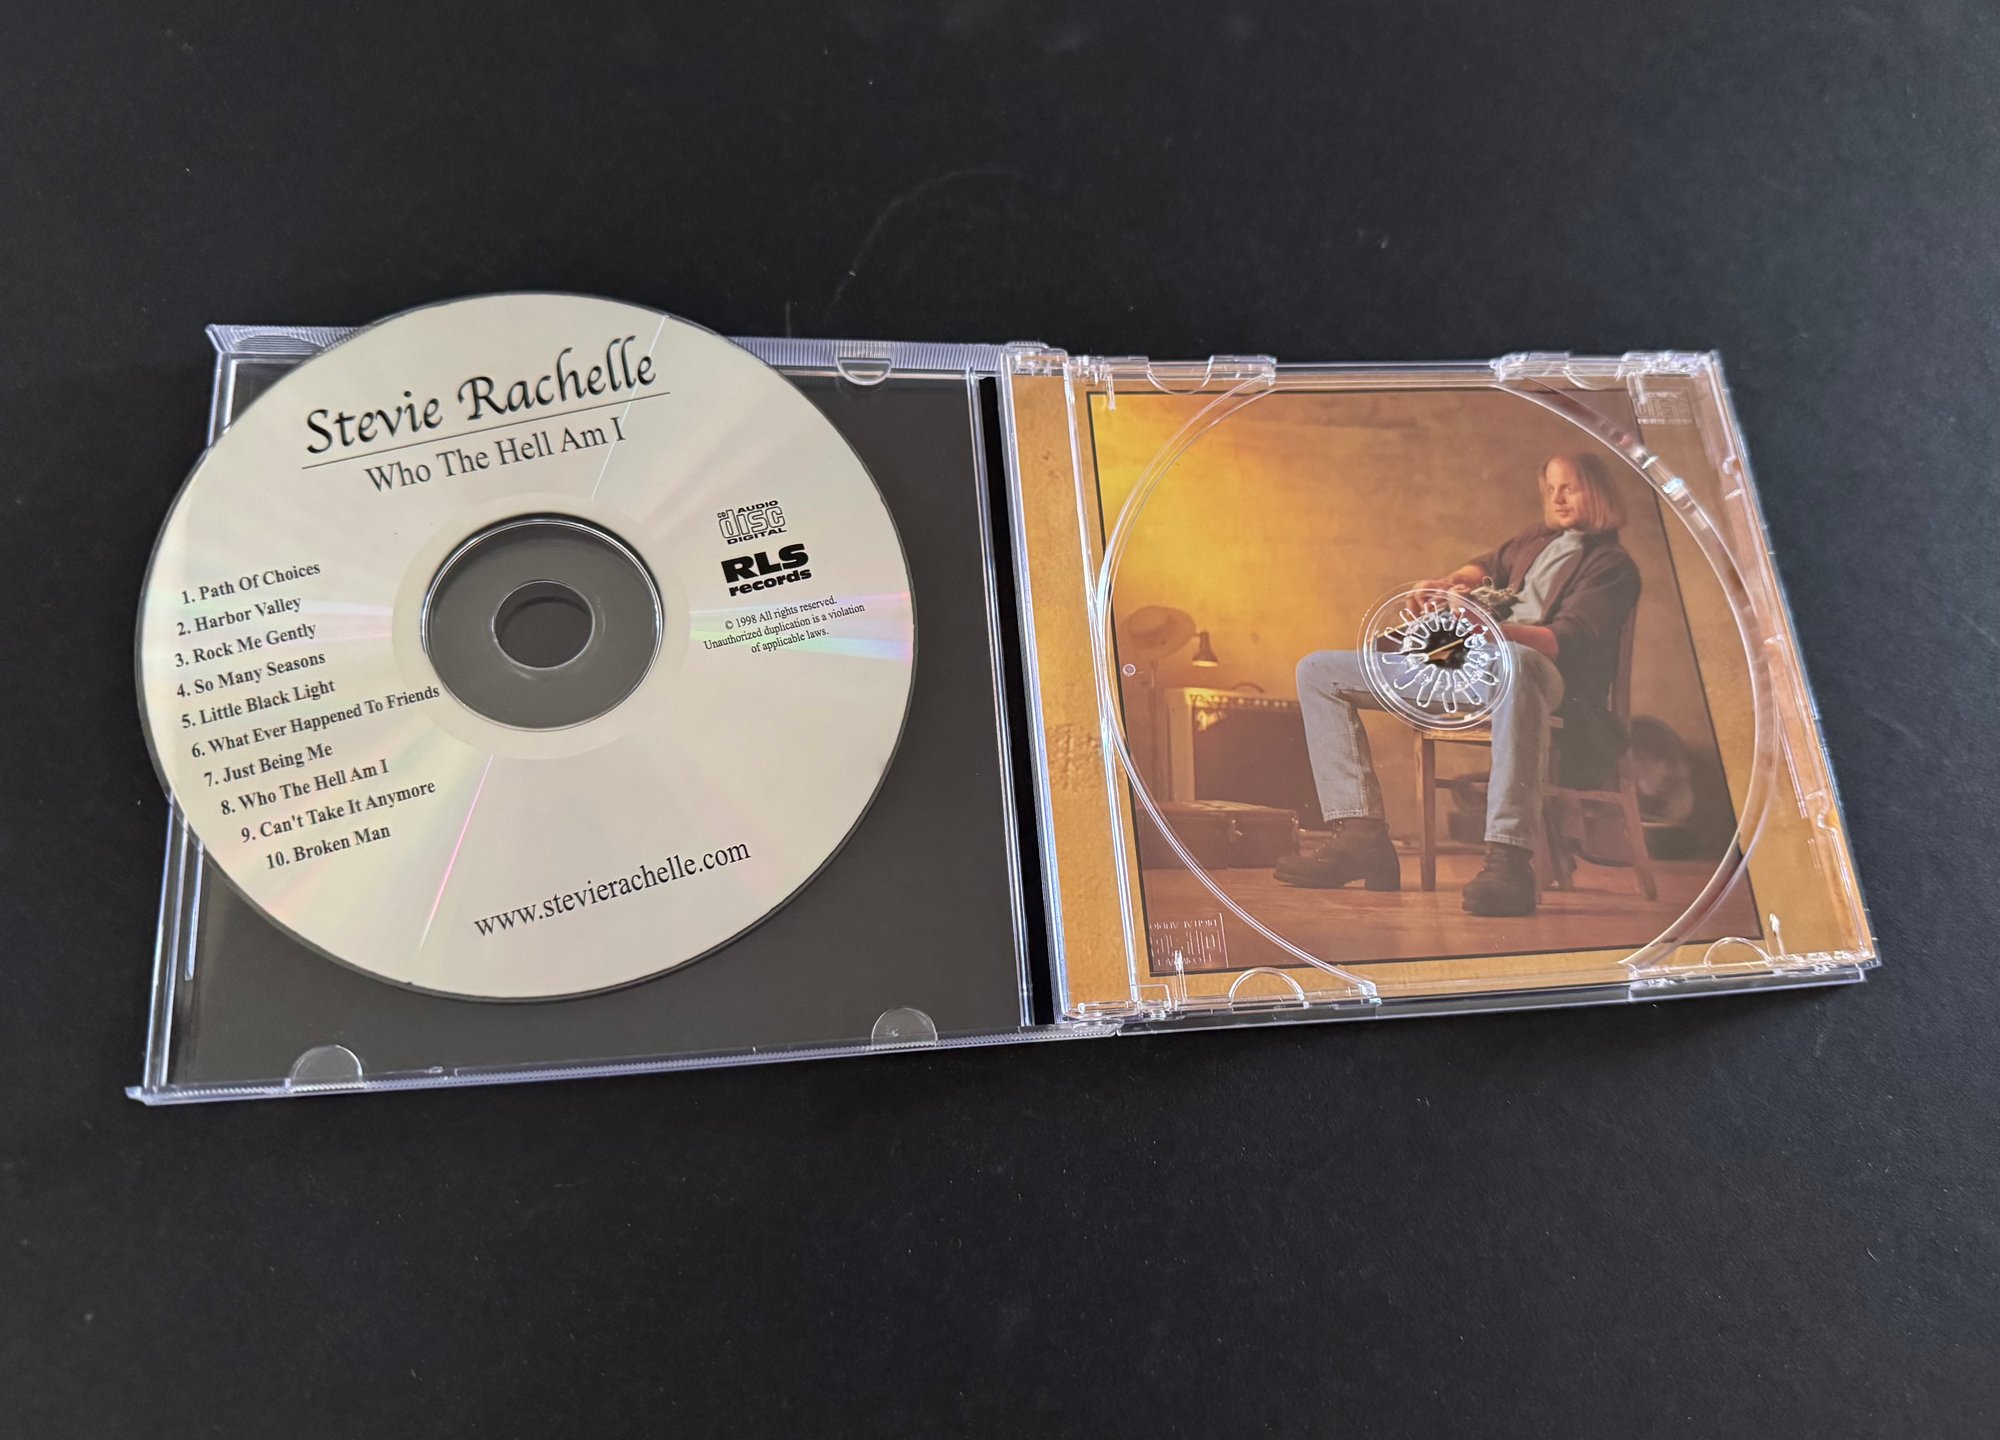 Stevie Rachelle
Who The Hell Am I
1. Path Of Choices
2. Harbor Valley
3. Rock Me Gently
4. So Many Seasons
5. Little Black Light
6. What Ever Happened To Friends
7. Just Being Me
8. Who The Hell Am I
9. Can't Take It Anymore
10. Broken Man
CD AUDIO
disc
DIGITAL
RLS
records
© 1998 All rights reserved.
Unauthorized duplication is a violation
of applicable laws.
www.stevierachelle.com